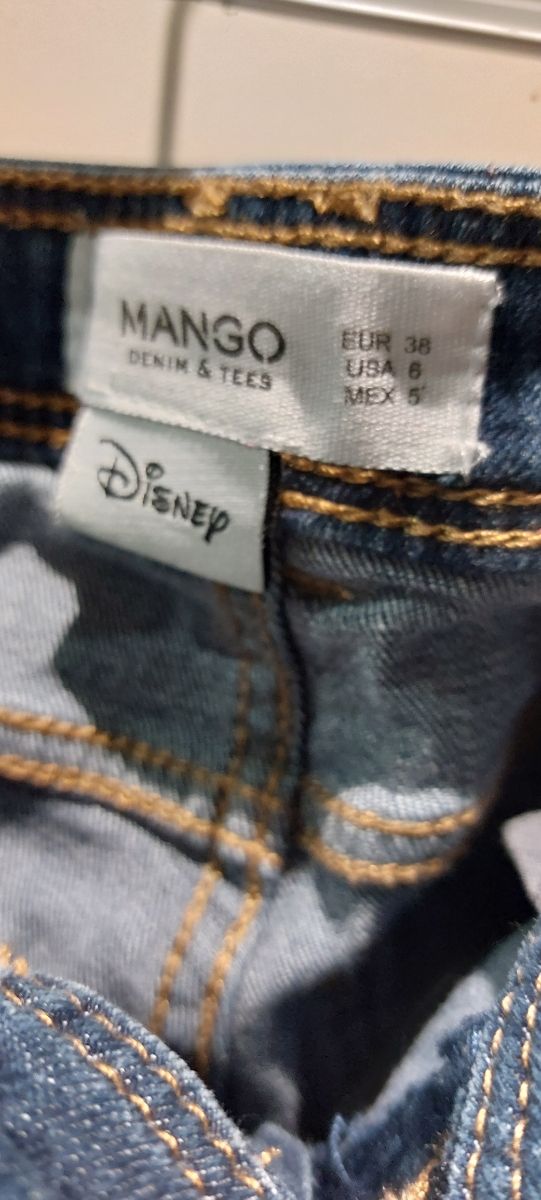 MANGO
DENIM & TEES
EUR 38
USA 6
MEX 5
Disney